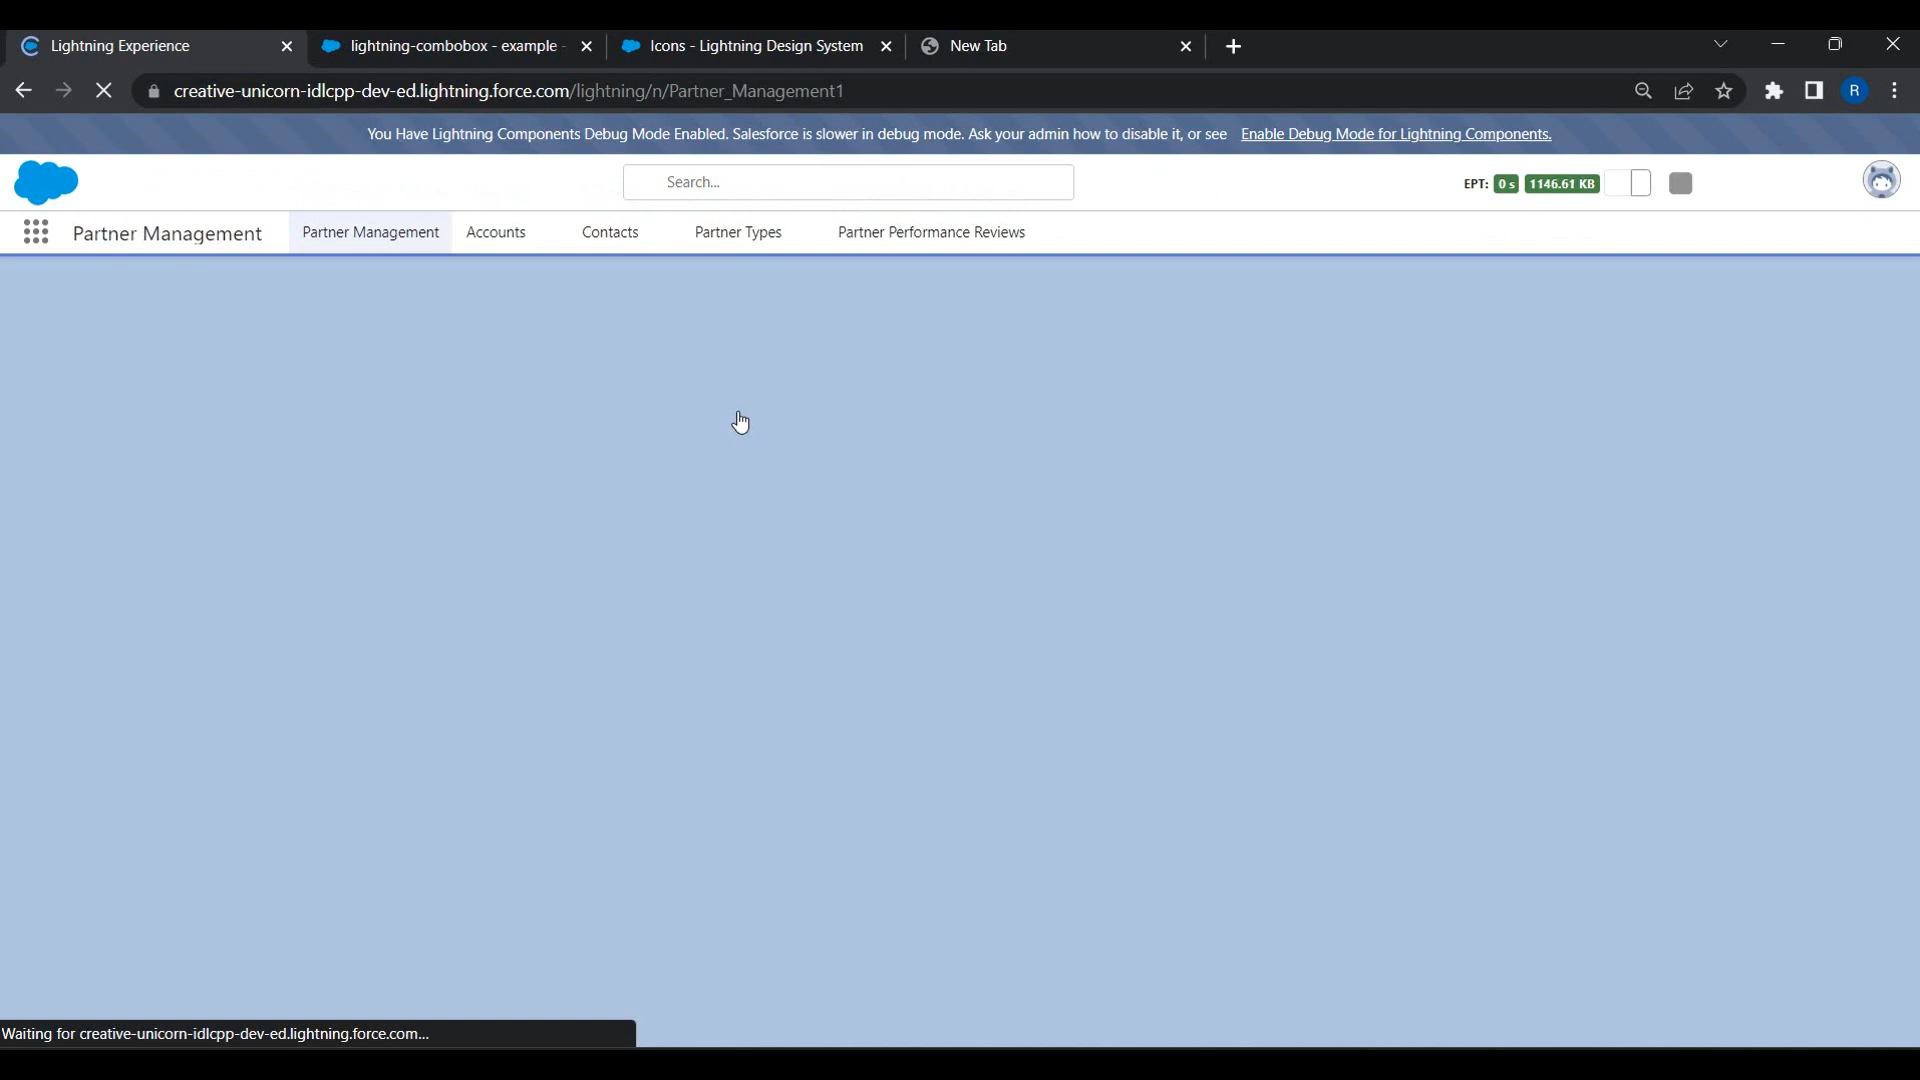 Lightning Experience
lightning-combobox - example -
Icons - Lightning Design System
New Tab
creative-unicorn-idlcpp-dev-ed.lightning.force.com/lightning/n/Partner_Management1
R
You Have Lightning Components Debug Mode Enabled. Salesforce is slower in debug mode. Ask your admin how to disable it, or see Enable Debug Mode for Lightning Components.
Search...
EPT: 0 s 1146.61 KB
Partner Management
Partner Management
Accounts
Contacts
Partner Types
Partner Performance Reviews
Waiting for creative-unicorn-idlcpp-dev-ed.lightning.force.com...